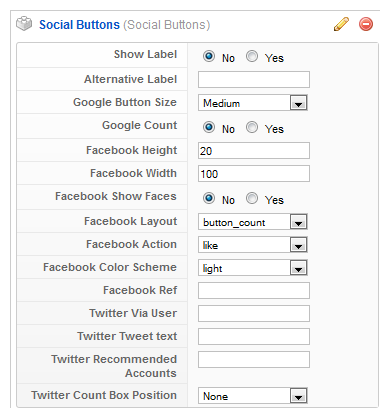 Social Buttons (Social Buttons)
Show Label No Yes
Alternative Label
Google Button Size Medium
Google Count No Yes
Facebook Height 20
Facebook Width 100
Facebook Show Faces No Yes
Facebook Layout button_count
Facebook Action like
Facebook Color Scheme light
Facebook Ref
Twitter Via User
Twitter Tweet text
Twitter Recommended
Accounts
Twitter Count Box Position None